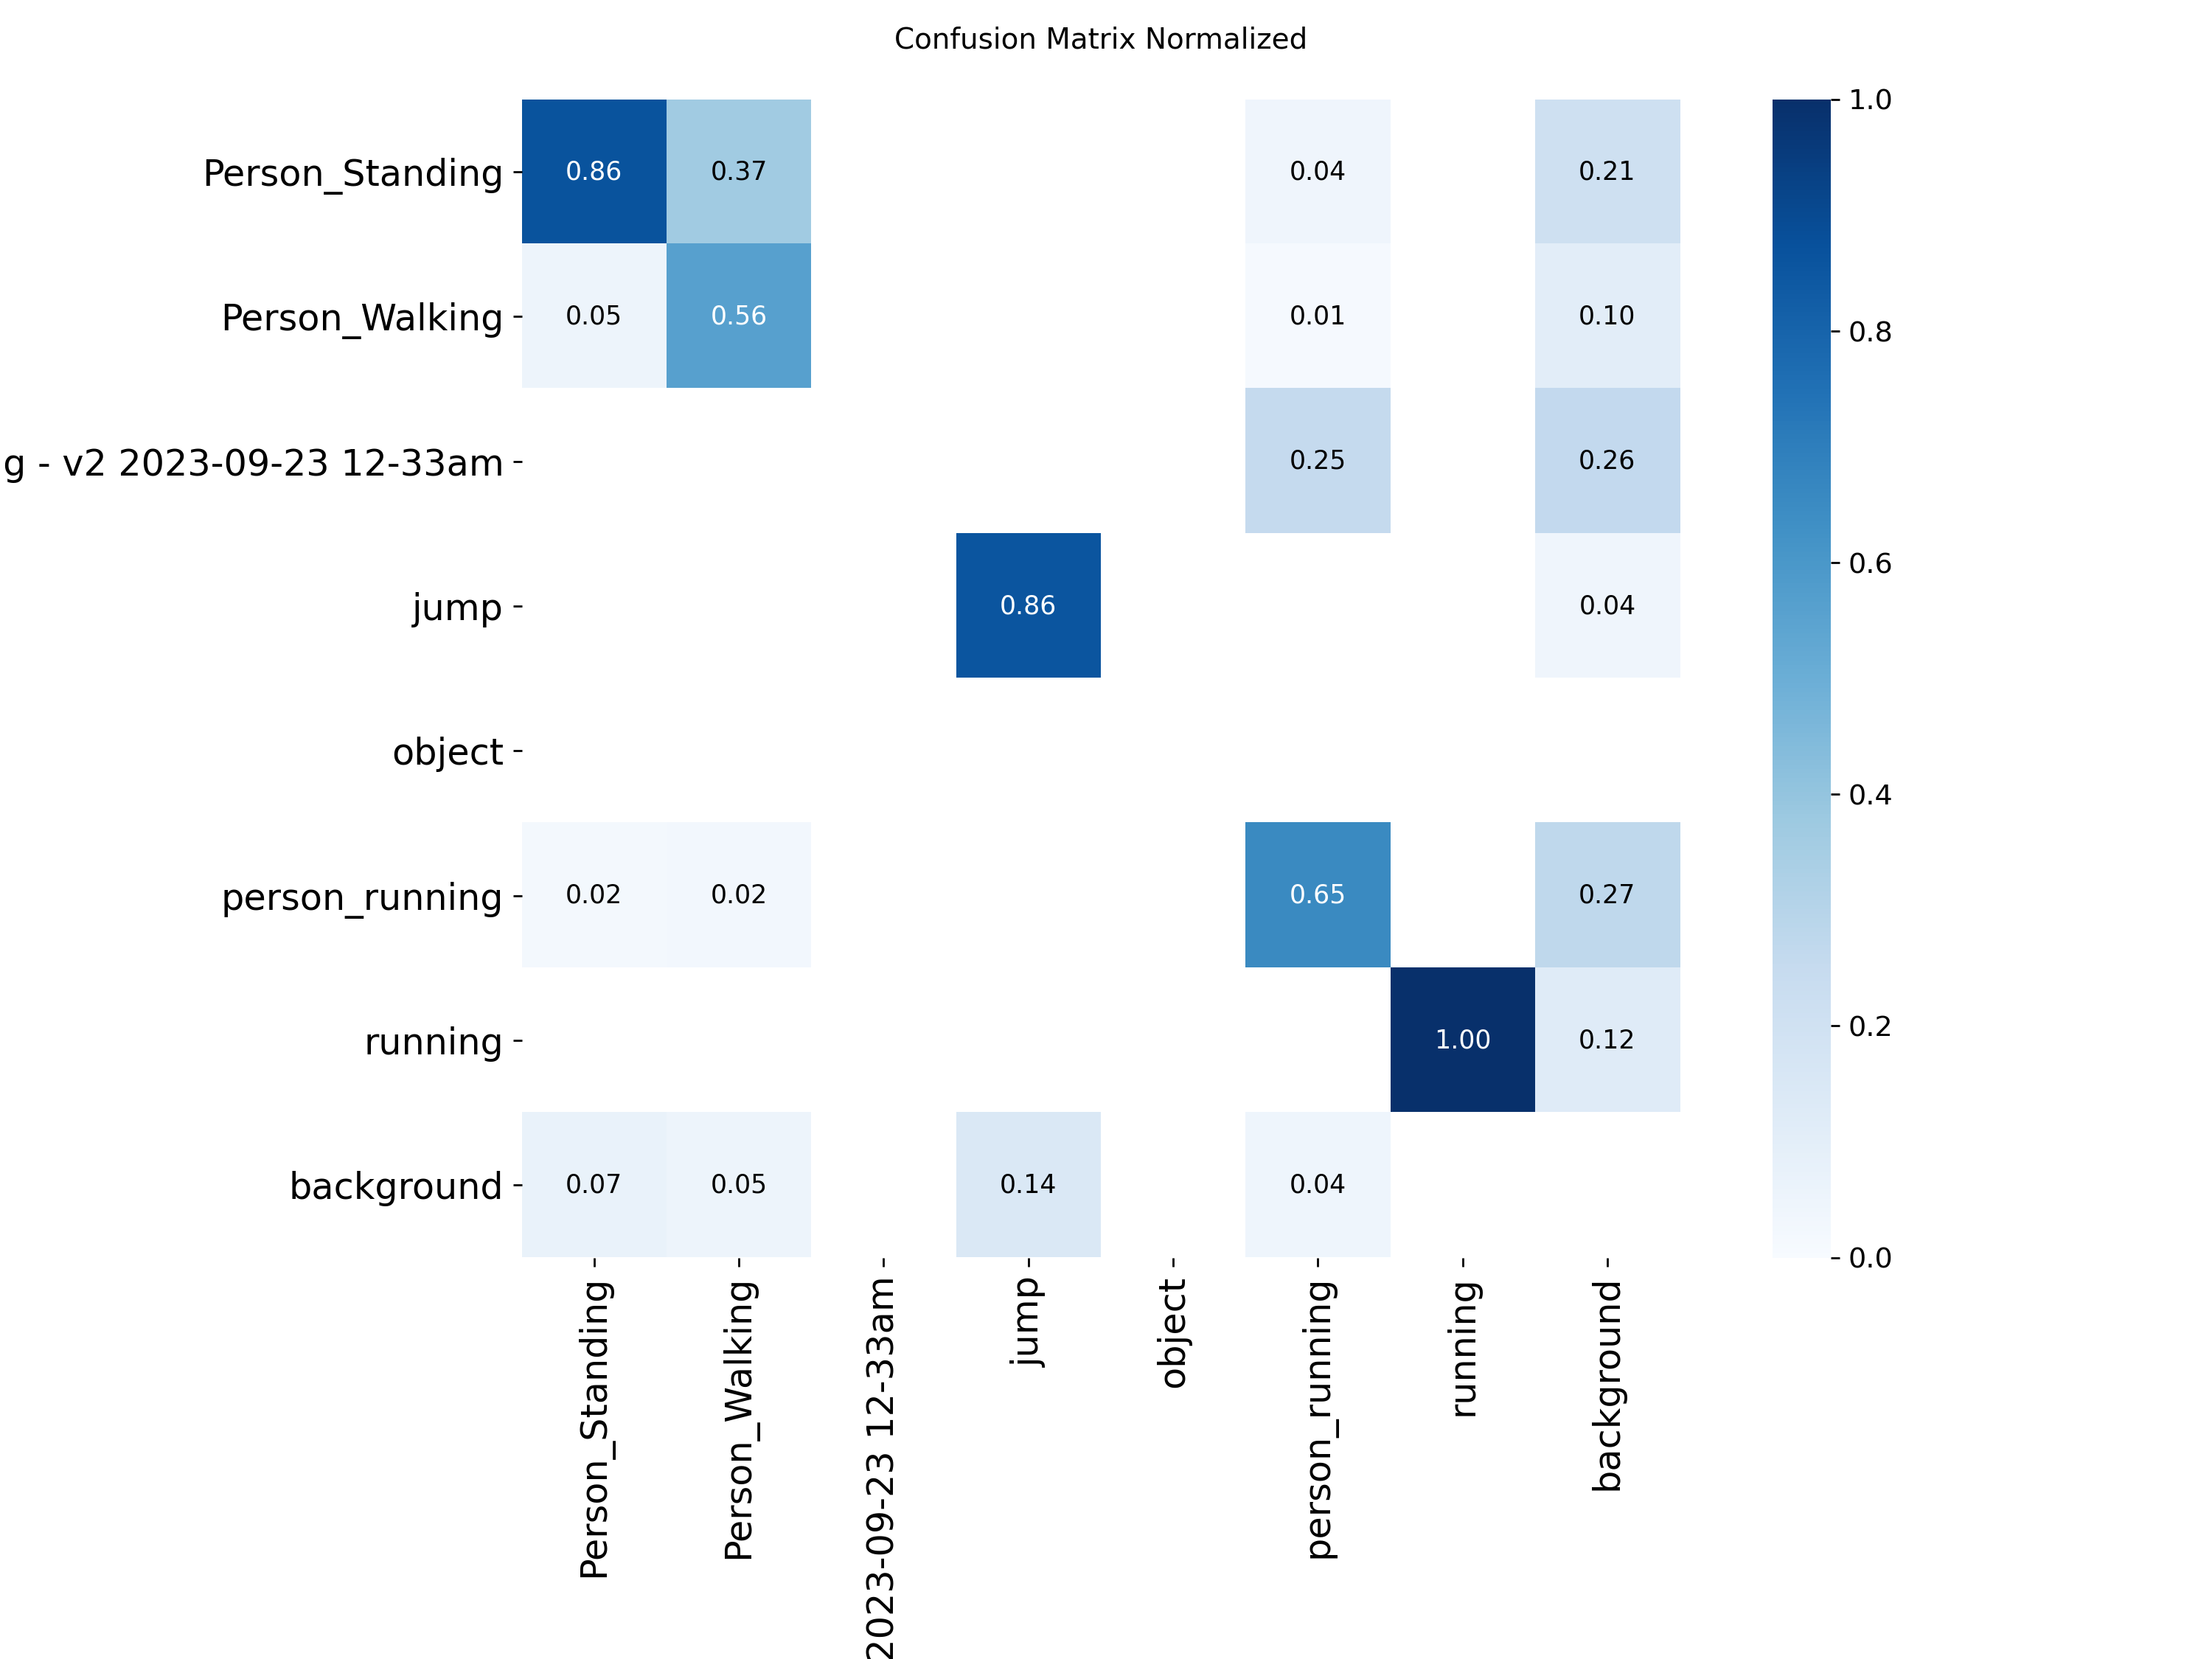 Confusion Matrix Normalized
Person_Standing 0.86 0.37 0.04 0.21 1.0
Person_Walking 0.05 0.56 0.01 0.10 0.8
g - v2 2023-09-23 12-33am 0.25 0.26
jump 0.86 0.04 0.6
object
0.4
person_running 0.02 0.02 0.65 0.27
running 1.00 0.12 0.2
background 0.07 0.05 0.14 0.04 0.0
Person_Standing
Person_Walking
2023-09-23 12-33am
jump
object
person_running
running
background